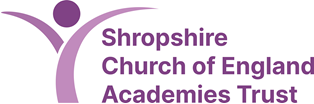 Shropshire
Church of England
Academies Trust